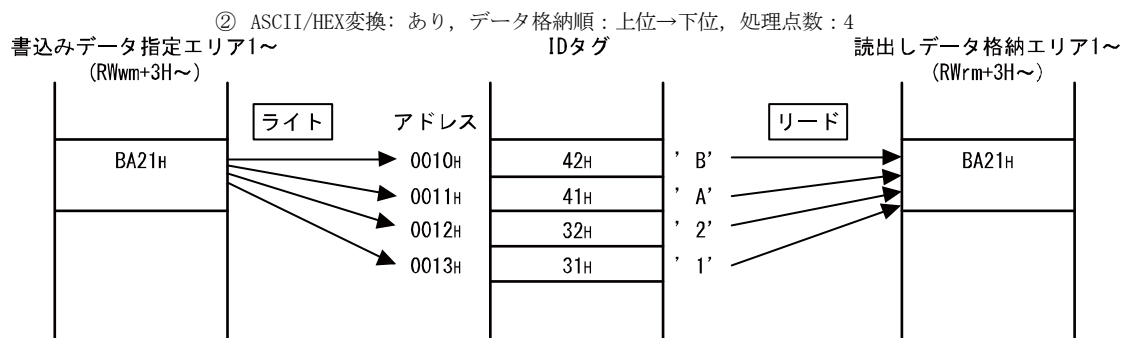 ② ASCII/HEX変換：あり，データ格納順：上位→下位，処理点数：4
書込みデータ指定エリア1～ IDタグ 読出しデータ格納エリア1～
(RWwm+3H～) (RWrm+3H～)
ライト アドレス リード
BA21H 0010H 42H ’B’ BA21H
0011H 41H ’A’
0012H 32H ’2’
0013H 31H ’1’